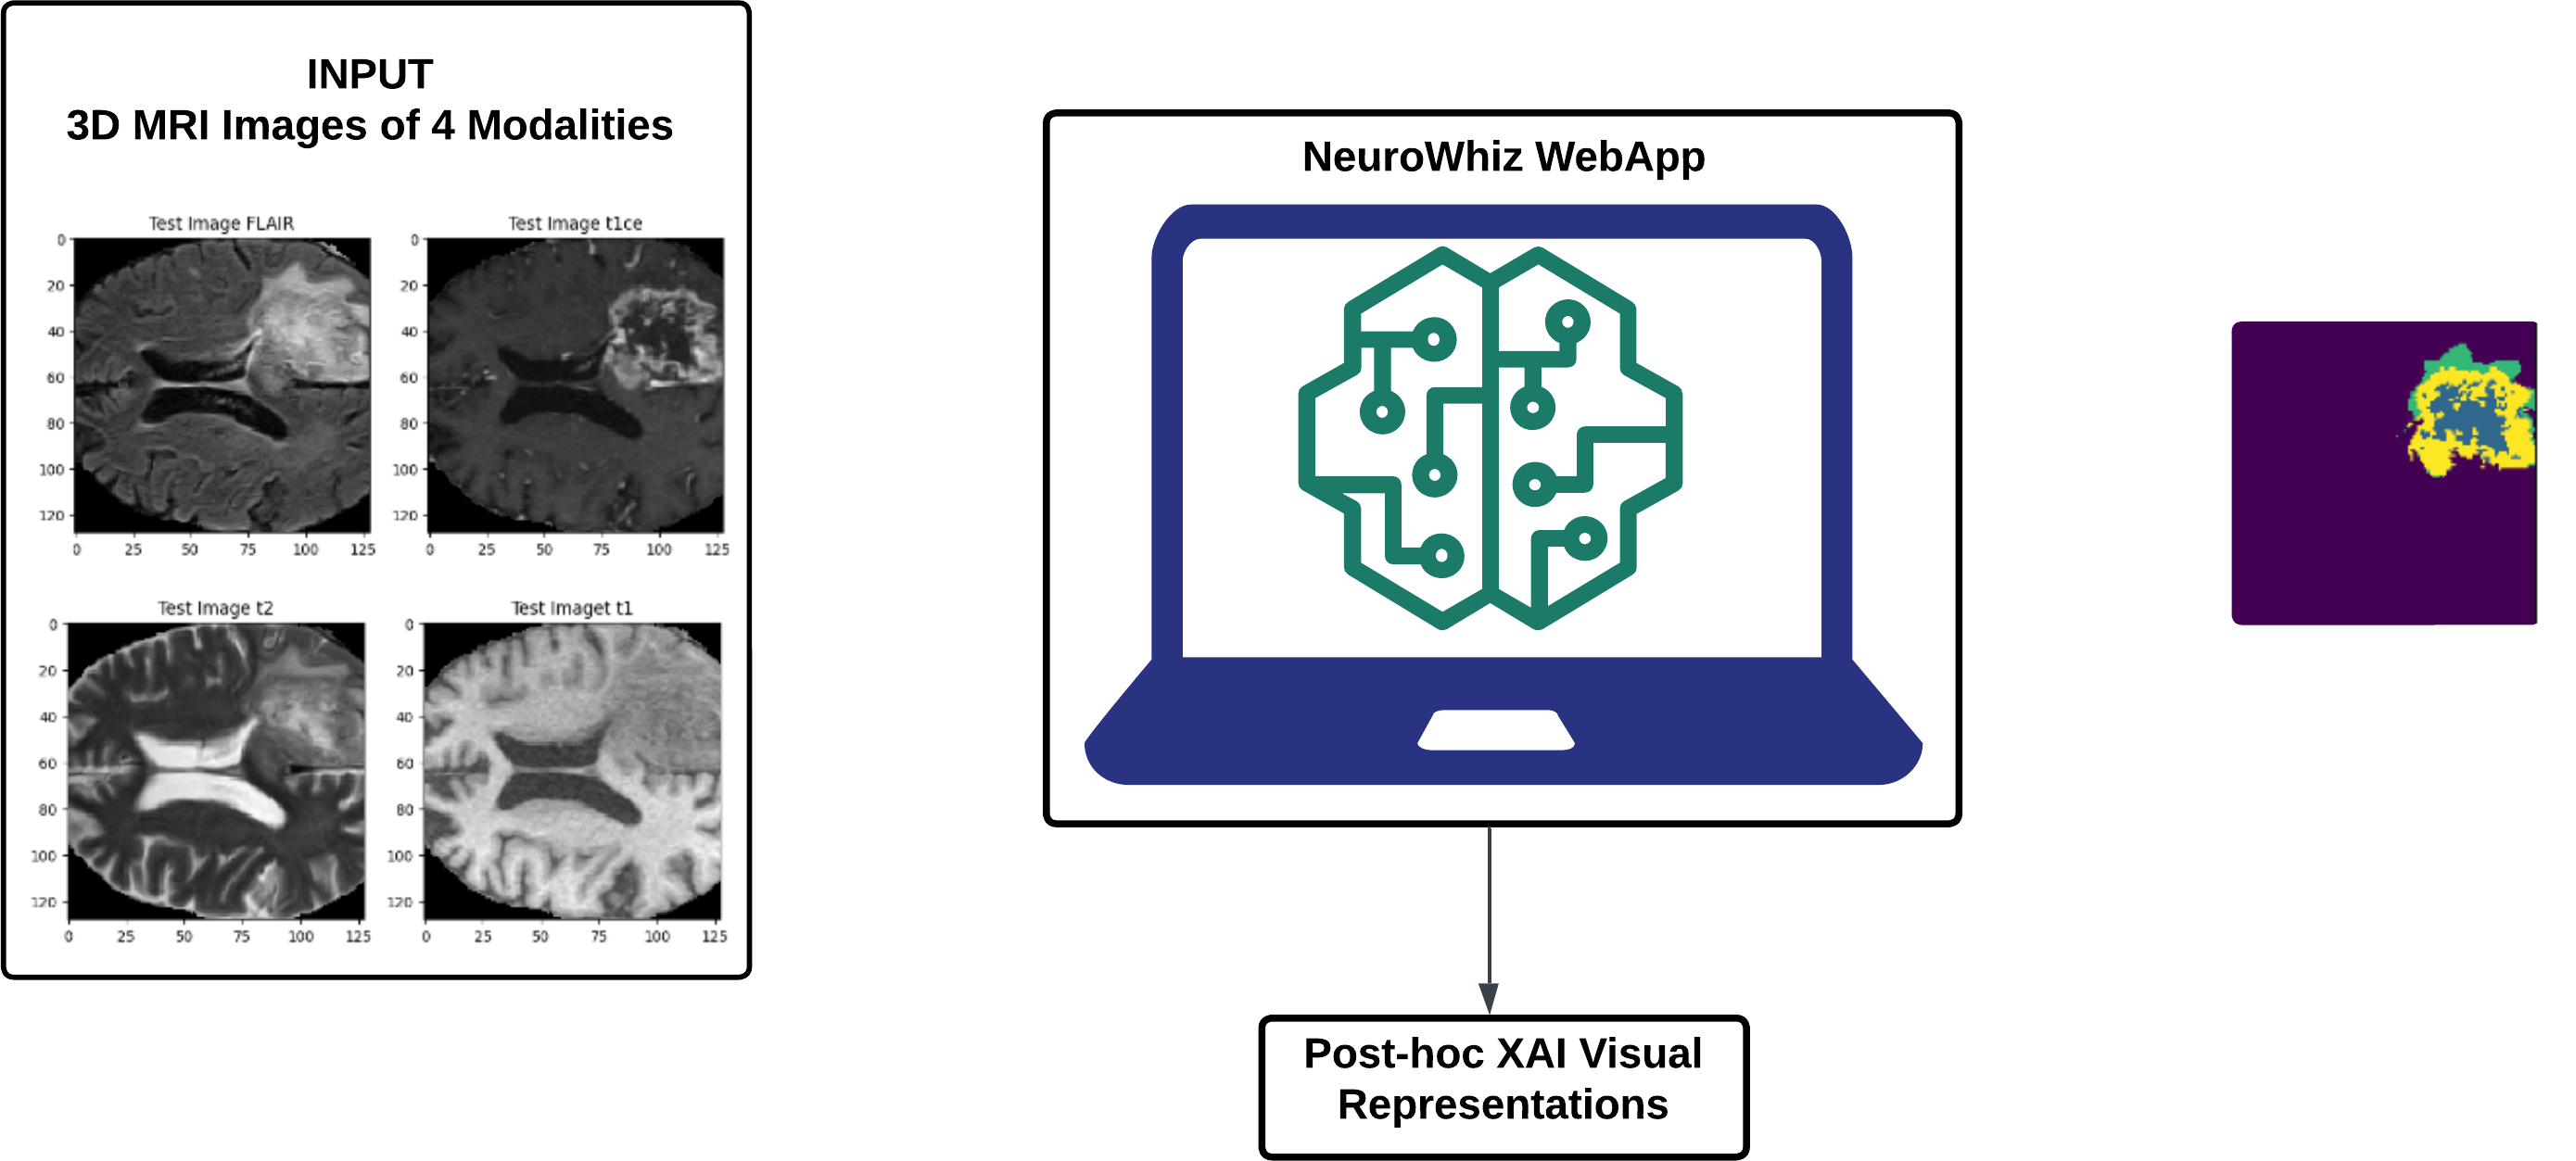 INPUT
3D MRI Images of 4 Modalities
Test Image FLAIR
0
20
40
60
80
100
120
0 25 50 75 100 125
Test Image t1ce
0
20
40
60
80
100
120
0 25 50 75 100 125
Test Image t2
0
20
40
60
80
100
120
0 25 50 75 100 125
Test Imaget t1
0
20
40
60
80
100
120
0 25 50 75 100 125
NeuroWhiz WebApp
Post-hoc XAI Visual
Representations